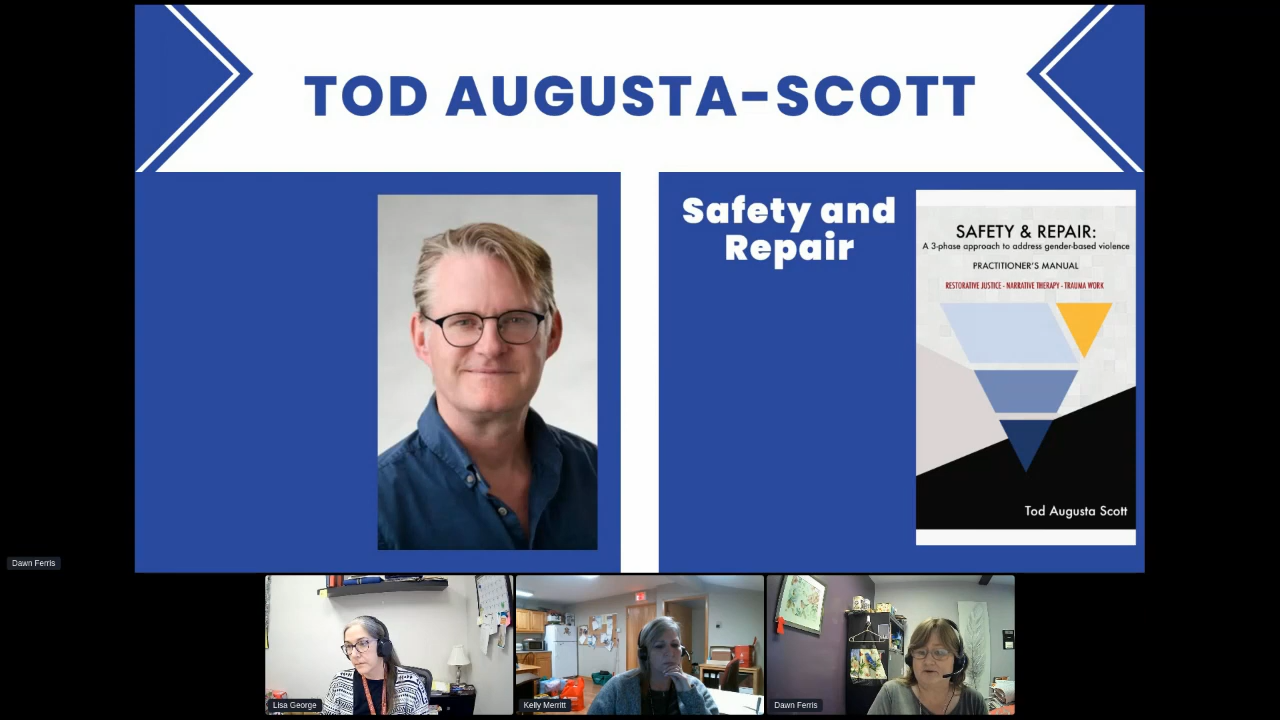 TOD AUGUSTA-SCOTT
Safety and
Repair
SAFETY & REPAIR:
A 3-phase approach to address gender-based violence
PRACTITIONER'S MANUAL
RESTORATIVE JUSTICE - NARRATIVE THERAPY - TRAUMA WORK
Tod Augusta Scott
Dawn Ferris
Lisa George
Kelly Merritt
Dawn Ferris